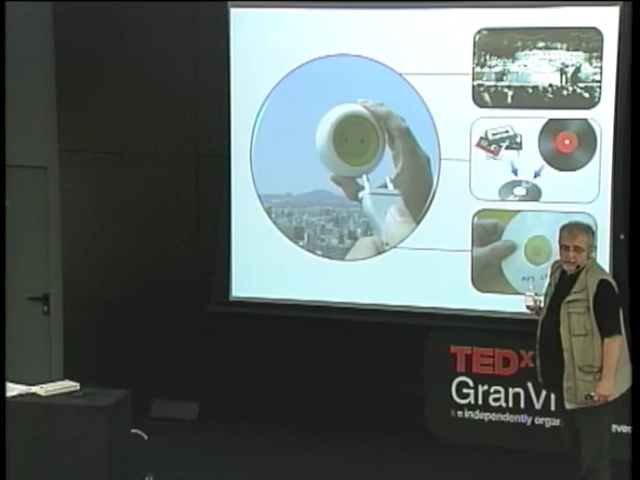 TEDx
GranVi
x = independently organ